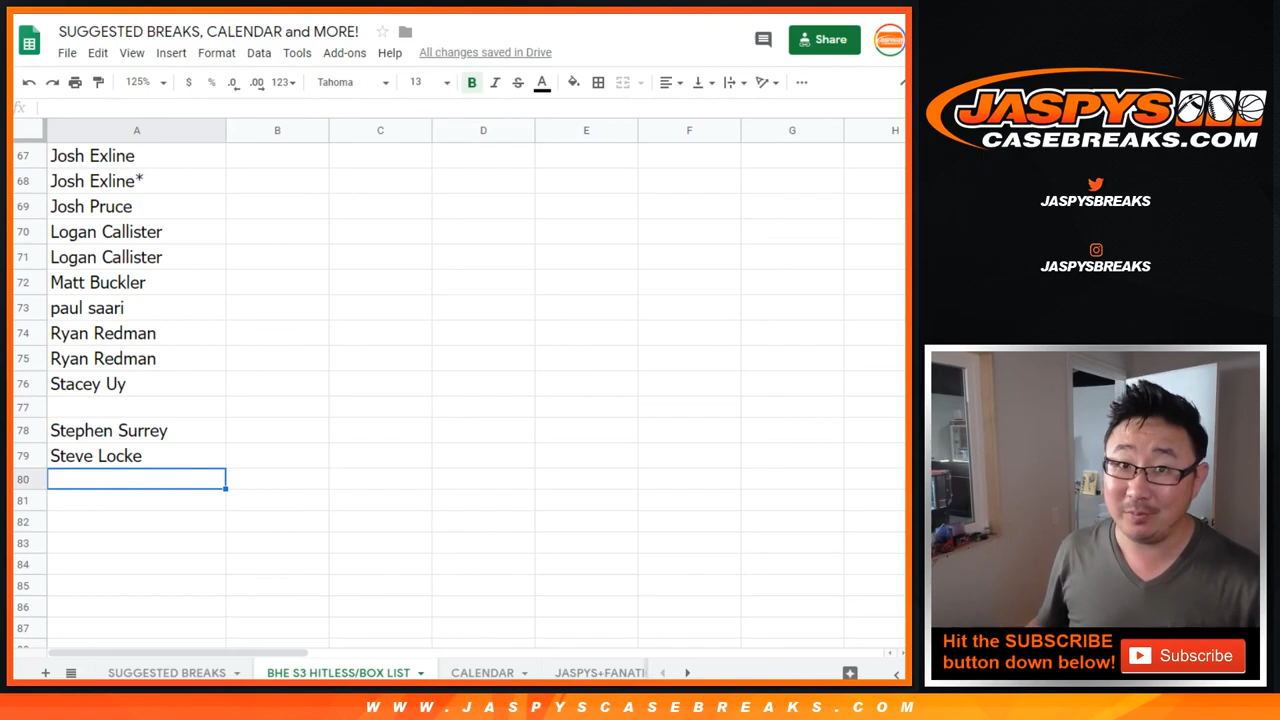 SUGGESTED BREAKS, CALENDAR and MORE!
File Edit View Insert Format Data Tools Add-ons Help All changes saved in Drive
Share
125% $ % .0 .00 123 Tahoma 13 B I S A
fx
A B C D E F G H
67 Josh Exline
68 Josh Exline*
69 Josh Pruce
70 Logan Callister
71 Logan Callister
72 Matt Buckler
73 paul saari
74 Ryan Redman
75 Ryan Redman
76 Stacey Uy
77
78 Stephen Surrey
79 Steve Locke
80
81
82
83
84
85
86
87
SUGGESTED BREAKS BHE S3 HITLESS/BOX LIST CALENDAR JASPYS+FANATI
JASPYS
CASEBREAKS.COM
JASPYSBREAKS
JASPYSBREAKS
Hit the SUBSCRIBE
button down below!
Subscribe
WWW.JASPYSCASEBREAKS.COM